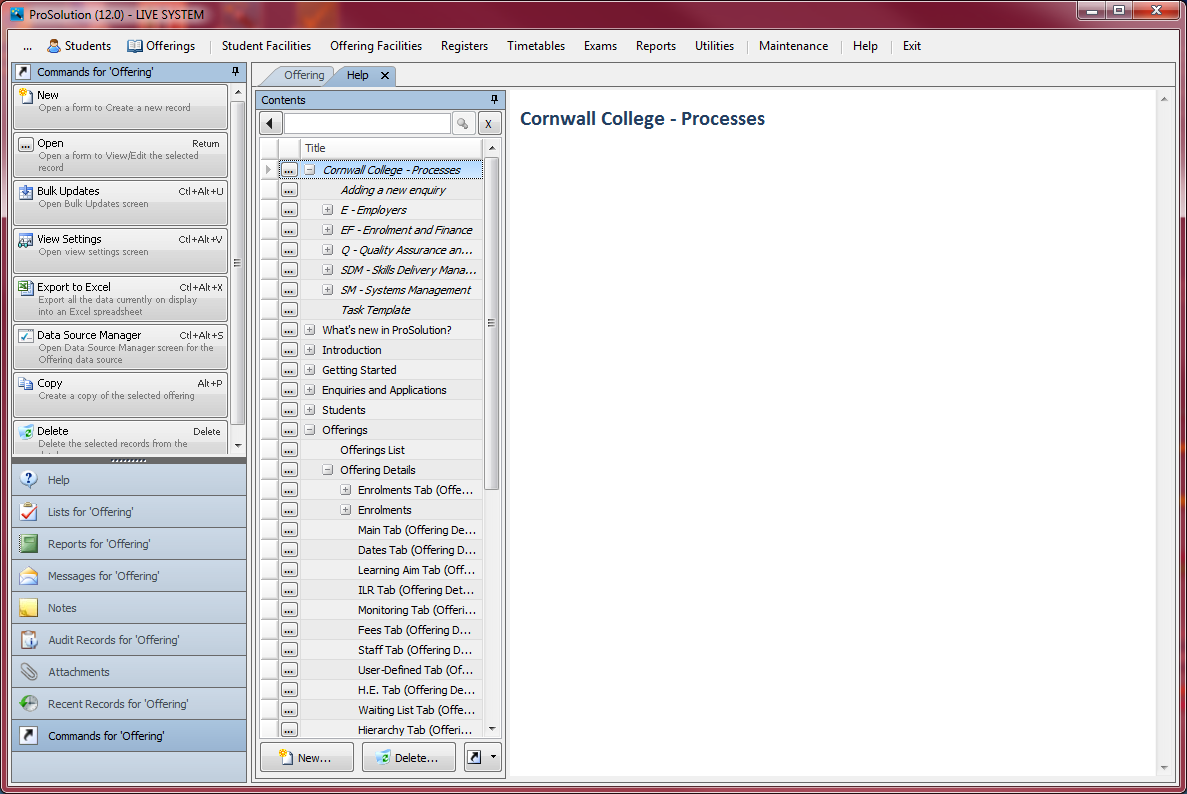 ProSolution (12.0) - LIVE SYSTEM
... Students Offerings Student Facilities Offering Facilities Registers Timetables Exams Reports Utilities Maintenance Help Exit
Commands for 'Offering'
New
Open a form to Create a new record
Open Return
Open a form to View/Edit the selected
record
Bulk Updates Ctl+Alt+U
Open Bulk Updates screen
View Settings Ctl+Alt+V
Open view settings screen
Export to Excel Ctl+Alt+X
Export all the data currently on display
into an Excel spreadsheet
Data Source Manager Ctl+Alt+S
Open Data Source Manager screen for the
Offering data source
Copy Alt+P
Create a copy of the selected offering
Delete Delete
Delete the selected records from the
Help
Lists for 'Offering'
Reports for 'Offering'
Messages for 'Offering'
Notes
Audit Records for 'Offering'
Attachments
Recent Records for 'Offering'
Commands for 'Offering'
Offering Help X
Contents
X
Title
... Cornwall College - Processes
... Adding a new enquiry
... E - Employers
... EF - Enrolment and Finance
... Q - Quality Assurance an...
... SDM - Skills Delivery Mana...
... SM - Systems Management
... Task Template
... What's new in ProSolution?
... Introduction
... Getting Started
... Enquiries and Applications
... Students
... Offerings
... Offerings List
... Offering Details
... Enrolments Tab (Offe...
... Enrolments
... Main Tab (Offering De...
... Dates Tab (Offering D...
... Learning Aim Tab (Off...
... ILR Tab (Offering Det...
... Monitoring Tab (Offeri...
... Fees Tab (Offering D...
... Staff Tab (Offering D...
... User-Defined Tab (Of...
... H.E. Tab (Offering De...
... Waiting List Tab (Offe...
... Hierarchy Tab (Offeri...
New... Delete...
Cornwall College - Processes